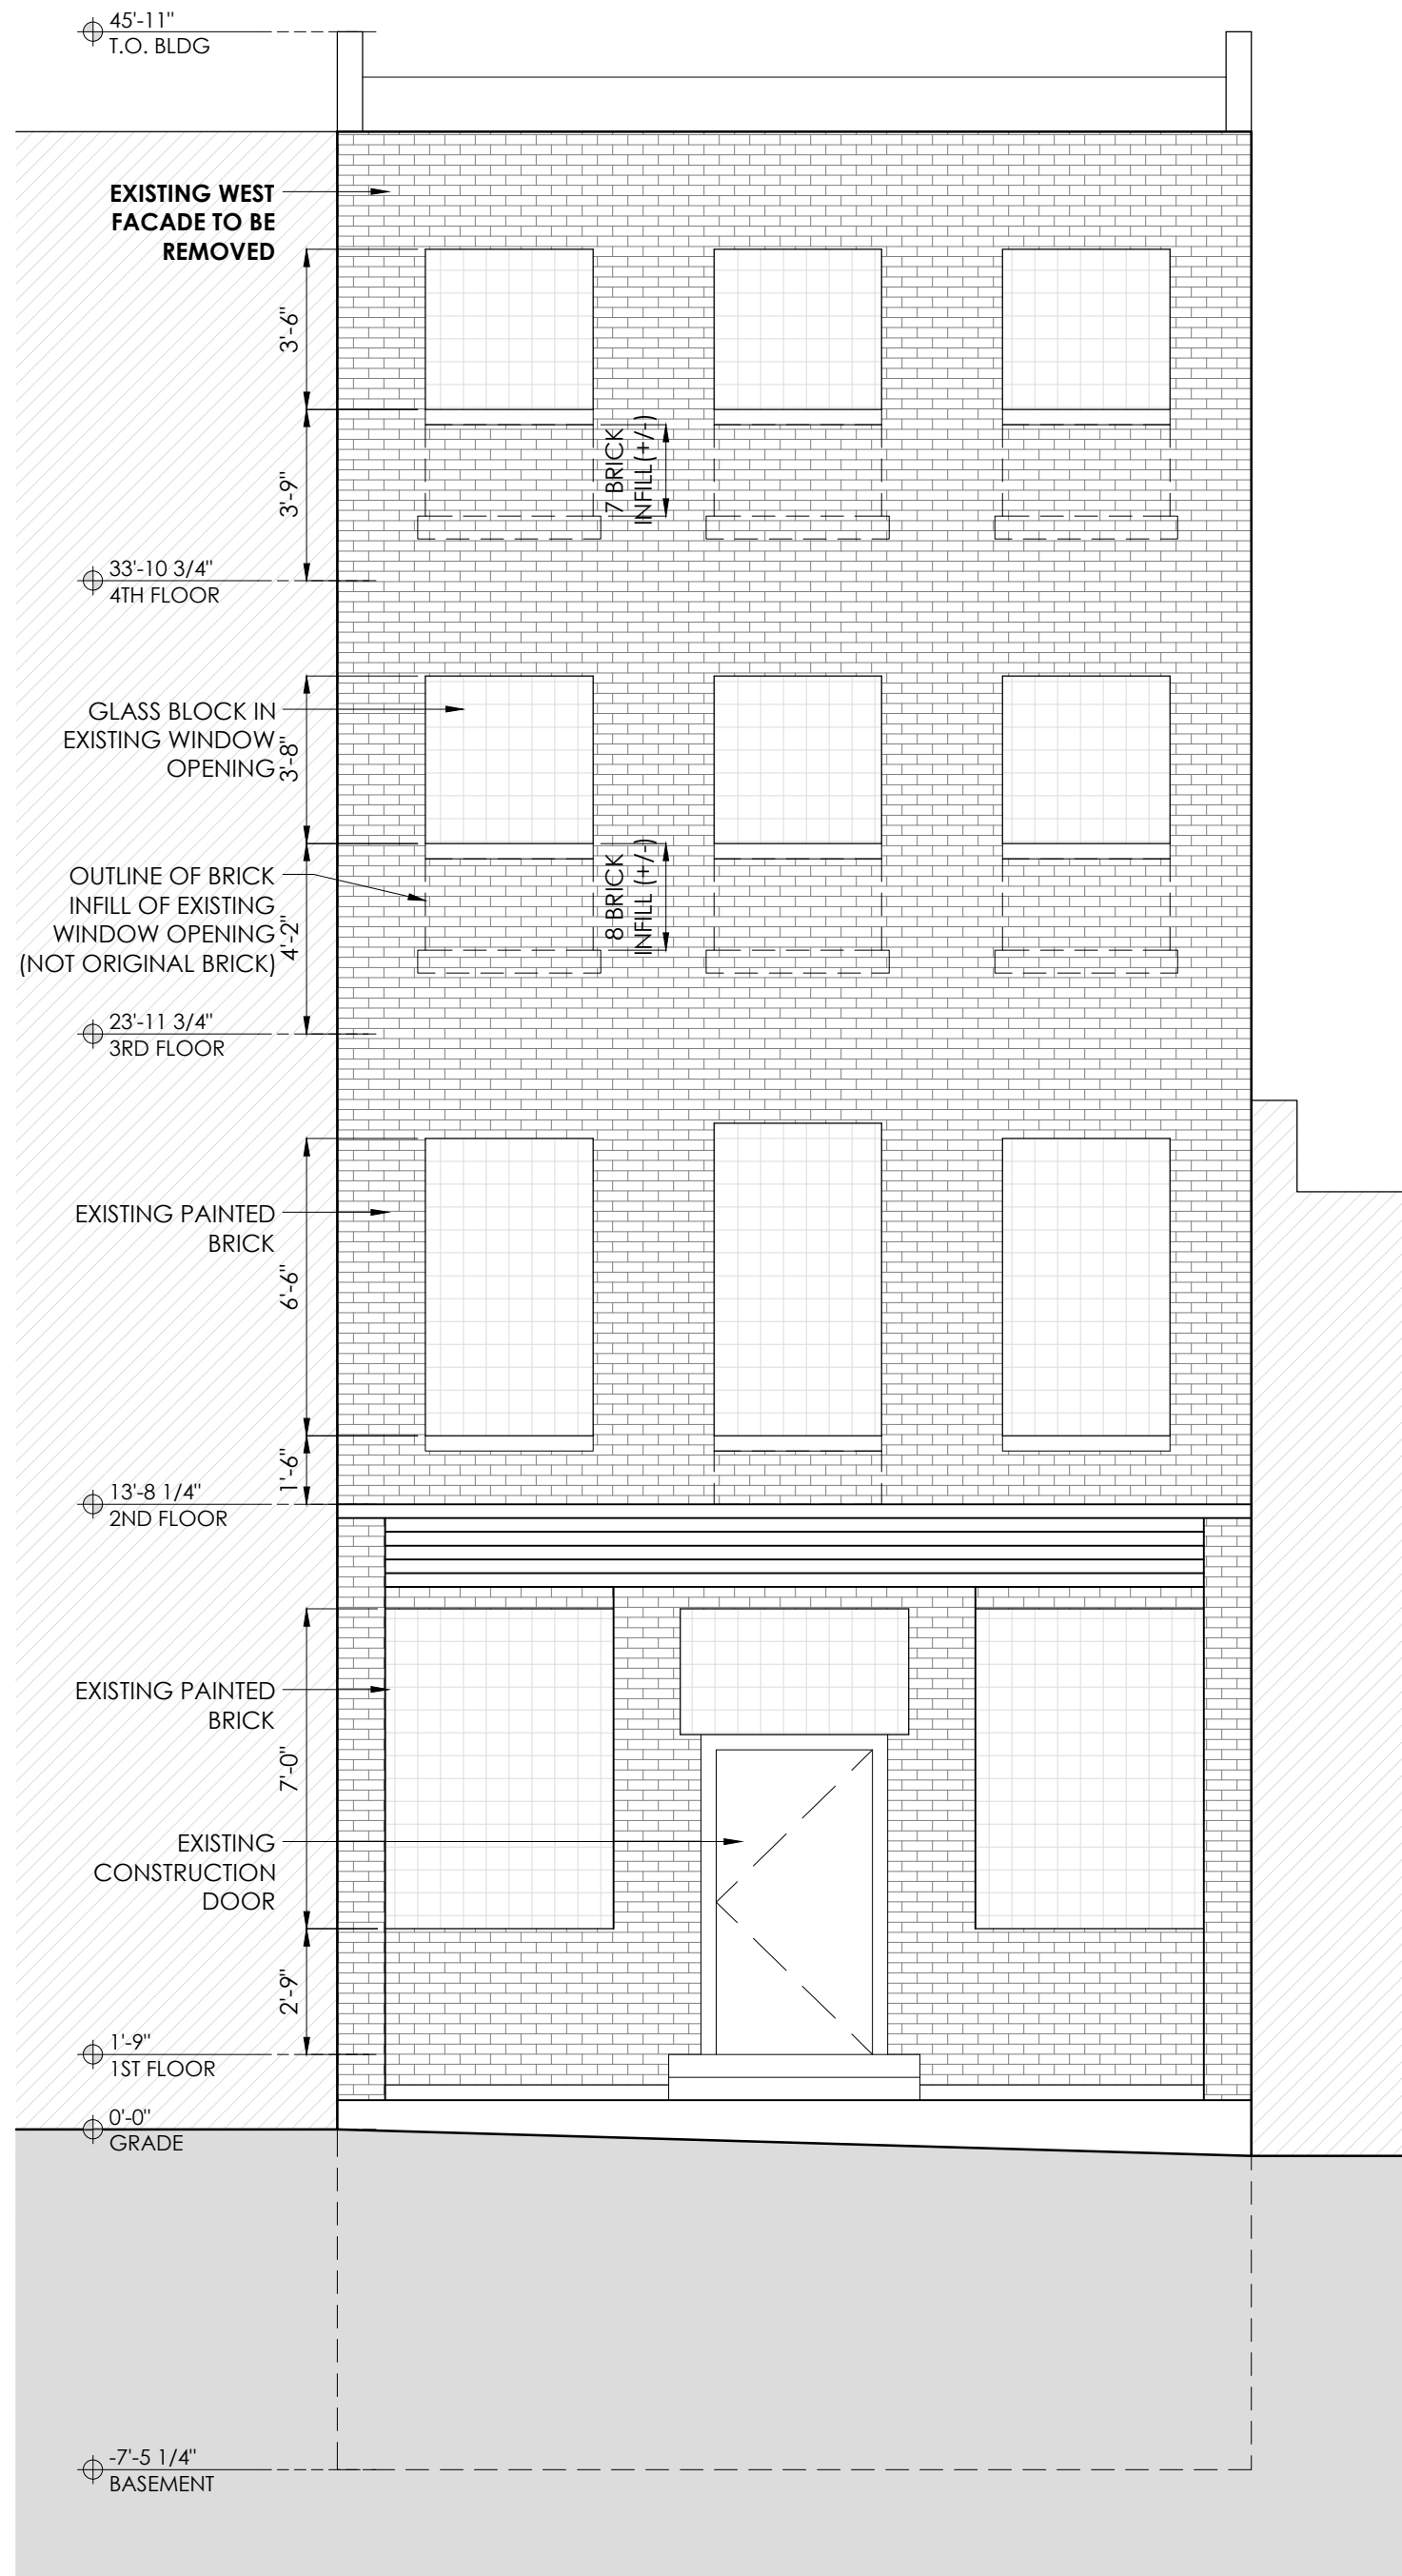 45'-11"
T.O. BLDG
EXISTING WEST
FACADE TO BE
REMOVED
3'-6"
7 BRICK
INFILL (+/-)
3'-9"
33'-10 3/4"
4TH FLOOR
GLASS BLOCK IN
EXISTING WINDOW
OPENING
3'-8"
8 BRICK
INFILL (+/-)
OUTLINE OF BRICK
INFILL OF EXISTING
WINDOW OPENING
(NOT ORIGINAL BRICK)
4'-2"
23'-11 3/4"
3RD FLOOR
EXISTING PAINTED
BRICK
6'-6"
1'-6"
13'-8 1/4"
2ND FLOOR
EXISTING PAINTED
BRICK
7'-0"
EXISTING
CONSTRUCTION
DOOR
2'-9"
1'-9"
1ST FLOOR
0'-0"
GRADE
-7'-5 1/4"
BASEMENT